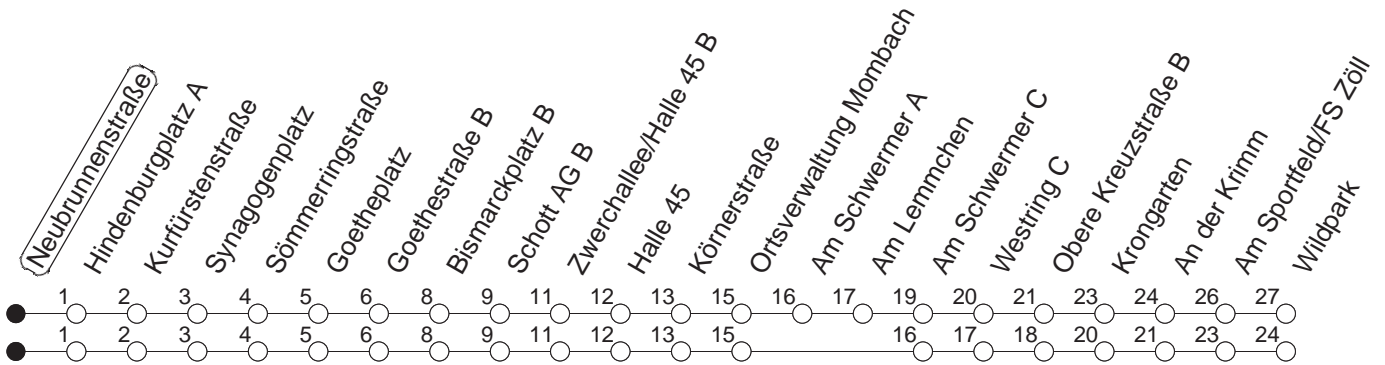 Neubrunnenstraße
Hindenburgplatz A
Kurfürstenstraße
Synagogenplatz
Sömmerringstraße
Goetheplatz
Goethestraße B
Bismarckplatz B
Schott AG B
Zwerchallee/Halle 45 B
Halle 45
Körnerstraße
Ortsverwaltung Mombach
Am Schwermer A
Am Lemmchen
Am Schwermer C
Westring C
Obere Kreuzstraße B
Krongarten
An der Krimm
Am Sportfeld/FS Zöll
Wildpark
1 2 3 4 5 6 8 9 11 12 13 15 16 17 19 20 21 23 24 26 27
1 2 3 4 5 6 8 9 11 12 13 15 16 17 18 20 21 23 24